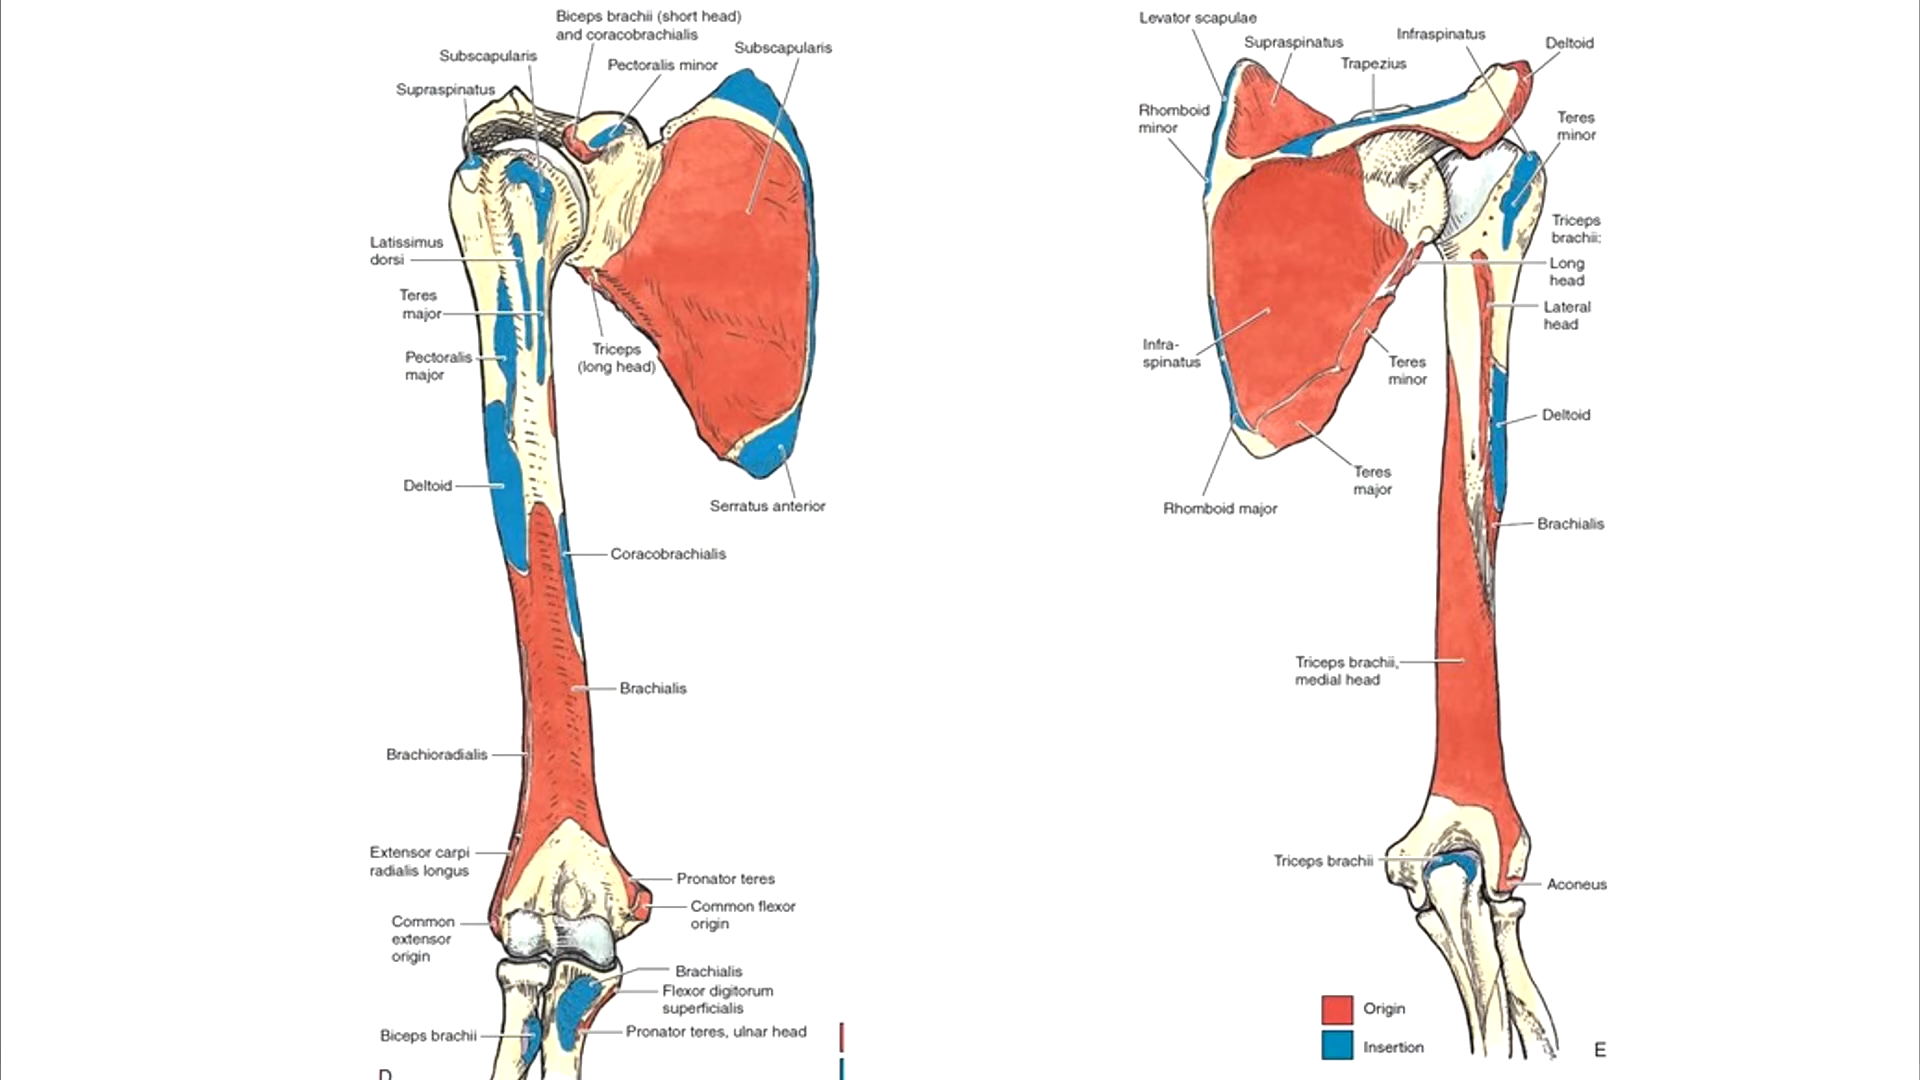 Biceps brachii (short head)
and coracobrachialis
Subscapularis
Subscapularis
Pectoralis minor
Supraspinatus
Latissimus
dorsi
Teres
major
Pectoralis
major
Triceps
(long head)
Deltoid
Serratus anterior
Coracobrachialis
Brachialis
Brachioradialis
Extensor carpi
radialis longus
Pronator teres
Common flexor
origin
Common
extensor
origin
Brachialis
Flexor digitorum
superficialis
Pronator teres, ulnar head
Biceps brachii
D
Levator scapulae
Supraspinatus
Infraspinatus
Deltoid
Trapezius
Rhomboid
minor
Teres
minor
Triceps
brachii:
Long
head
Lateral
head
Infra-
spinatus
Teres
minor
Deltoid
Teres
major
Rhomboid major
Brachialis
Triceps brachii,
medial head
Triceps brachii
Aconeus
Origin
Insertion
E